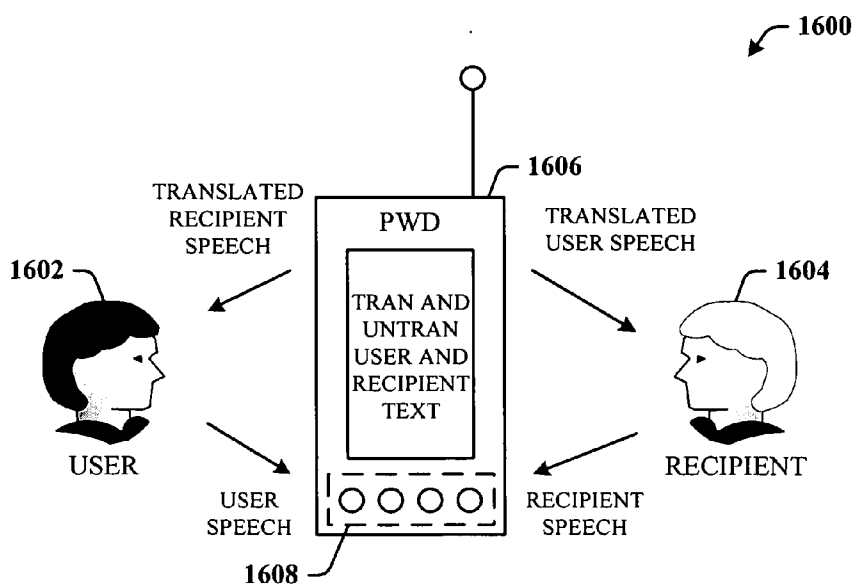 1600
1606
TRANSLATED
RECIPIENT
SPEECH
PWD
TRANSLATED
USER SPEECH
1602
1604
TRAN AND
UNTRAN
USER AND
RECIPIENT
TEXT
USER
RECIPIENT
USER
SPEECH
RECIPIENT
SPEECH
1608